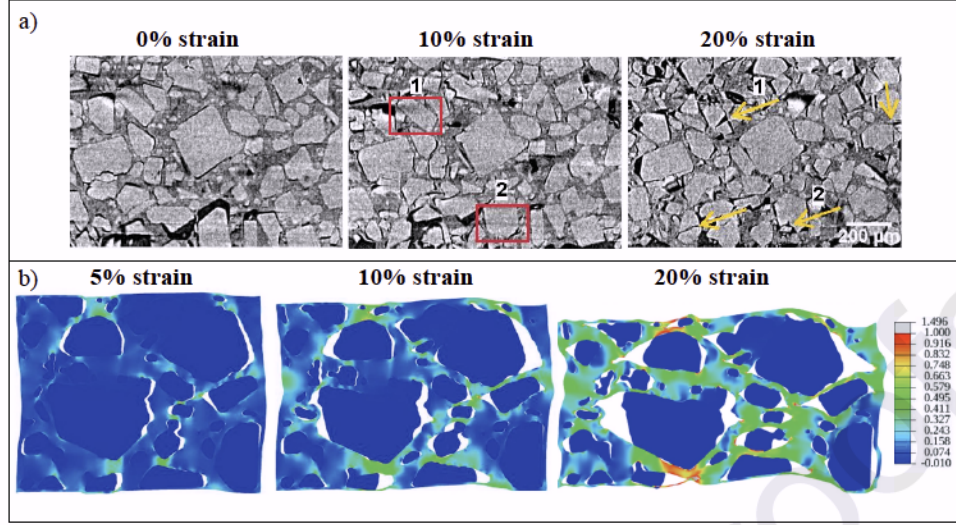 a)
0% strain
10% strain
20% strain
1
2
1
2
200 µm
b)
5% strain
10% strain
20% strain
1.496
1.000
0.916
0.832
0.748
0.663
0.579
0.495
0.411
0.327
0.243
0.158
0.074
-0.010